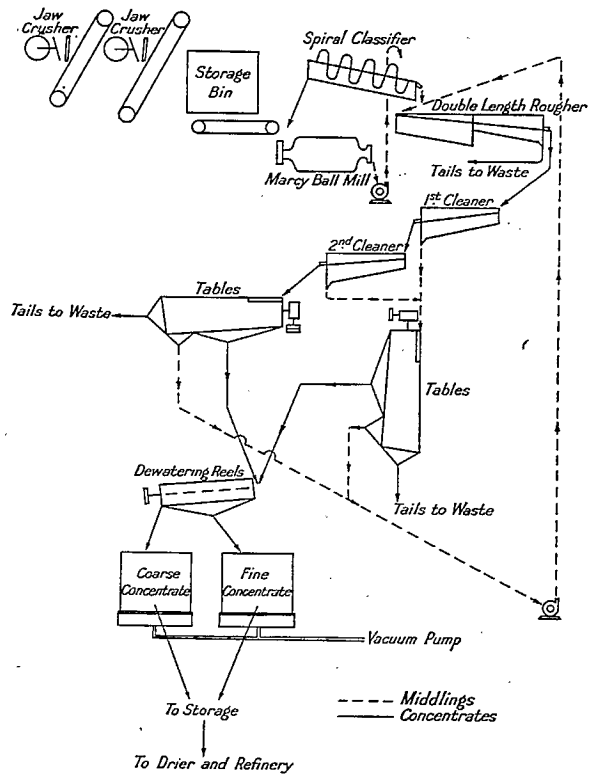 Jaw
Crusher
Jaw
Crusher
Storage
Bin
Spiral Classifier
Double Length Rougher
Marcy Ball Mill
Tails to Waste
1st Cleaner
2nd Cleaner
Tables
Tails to Waste
Tables
Dewatering Reels
Tails to Waste
Coarse
Concentrate
Fine
Concentrate
Vacuum Pump
To Storage
Middlings
Concentrates
To Drier and Refinery